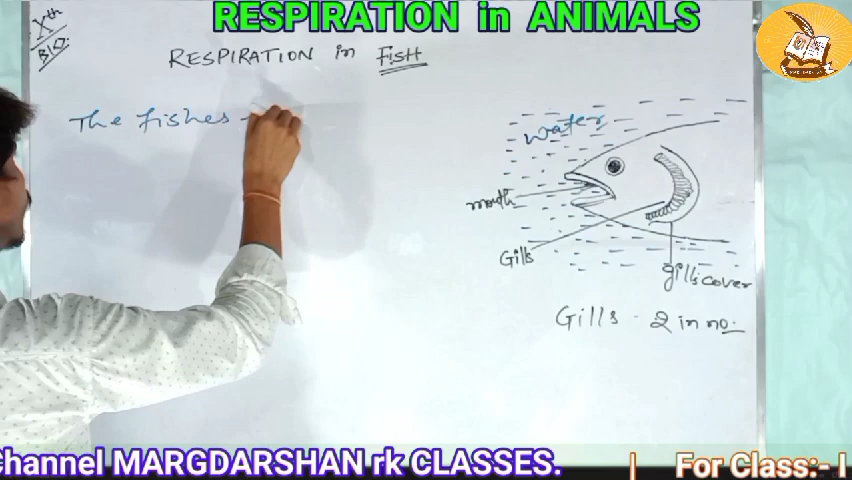 RESPIRATION in ANIMALS
Xth
BIO.
RESPIRATION in FISH
The fishes
water
mouth
Gills
gills cover
Gills - 2 in no.
Channel MARGDARSHAN rk CLASSES. | For Class:- I